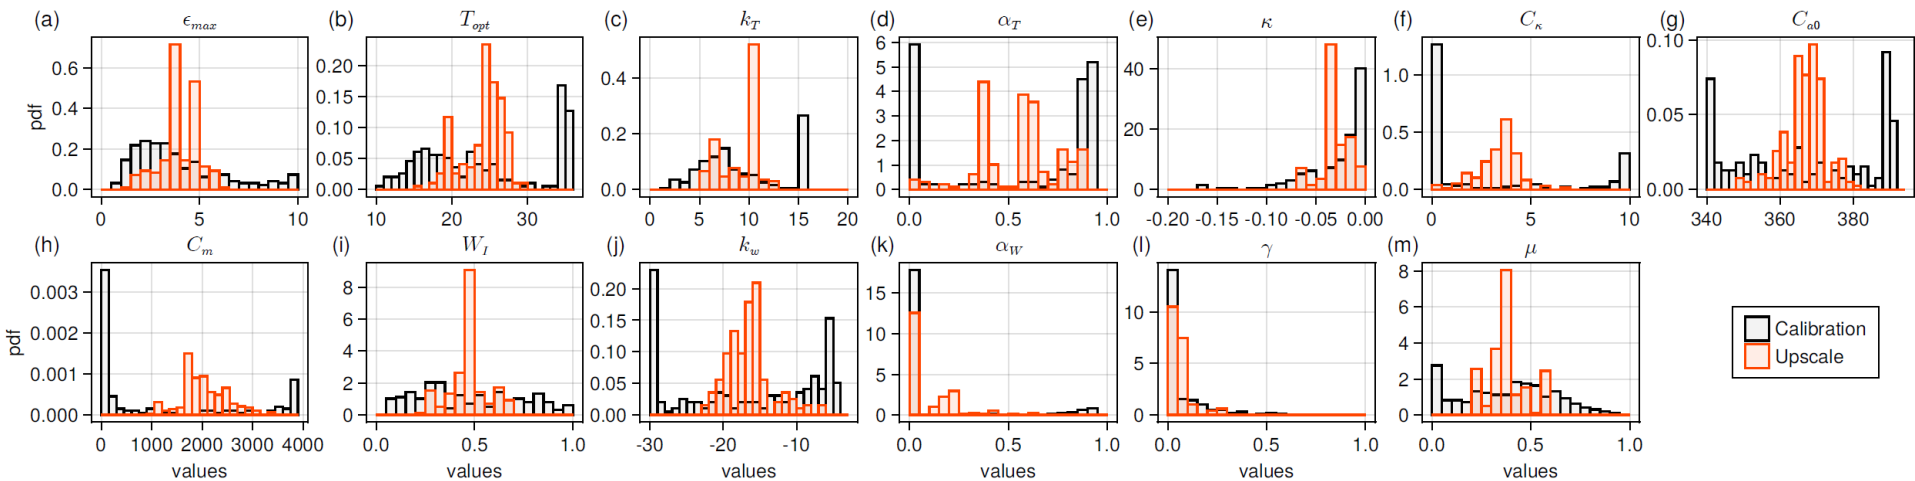 (a) ϵmax (b) Topt (c) kT (d) αT (e) κ (f) Cκ (g) Ca0
pdf
0.6 0.4 0.2 0.0
0 5 10
0.20 0.15 0.10 0.05 0.00
10 20 30
0.4 0.2 0.0
0 5 10 15 20
6 5 4 3 2 1 0
0.0 0.5 1.0
40 20 0
-0.20 -0.15 -0.10 -0.05 0.00
1.0 0.5 0.0
0 5 10
0.10 0.05 0.00
340 360 380
(h) Cm (i) WI (j) kw (k) αW (l) γ (m) μ
pdf
0.003 0.002 0.001 0.000
0 1000 2000 3000 4000
values
8 6 4 2 0
0.0 0.5 1.0
values
0.20 0.15 0.10 0.05 0.00
-30 -20 -10
values
15 10 5 0
0.0 0.5 1.0
values
10 5 0
0.0 0.5 1.0
values
8 6 4 2 0
0.0 0.5 1.0
values
Calibration
Upscale